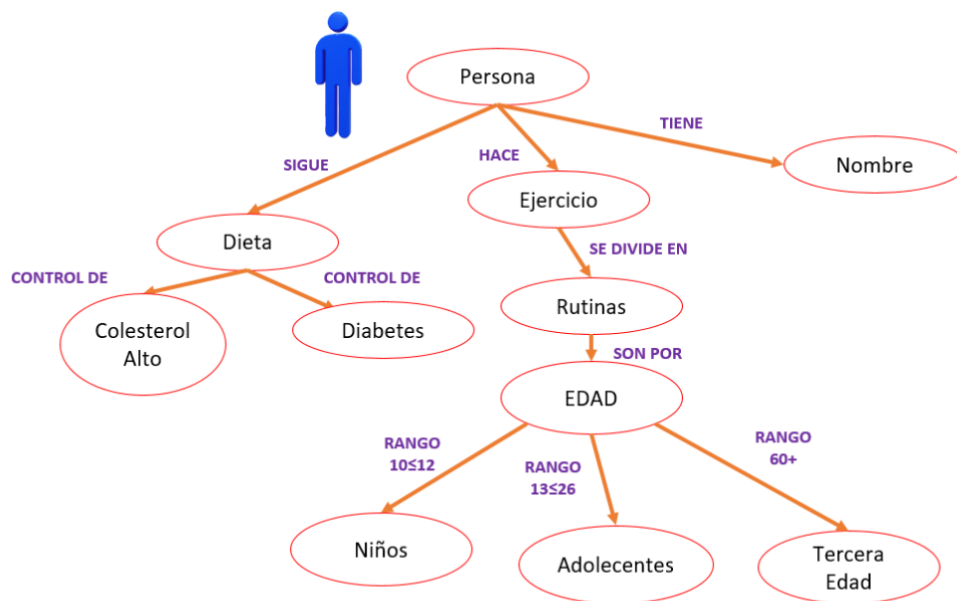 Persona
TIENE
SIGUE
HACE
Nombre
Ejercicio
Dieta
SE DIVIDE EN
CONTROL DE
CONTROL DE
Colesterol
Alto
Diabetes
Rutinas
SON POR
EDAD
RANGO
10≤12
RANGO
13≤26
RANGO
60+
Niños
Adolecentes
Tercera
Edad